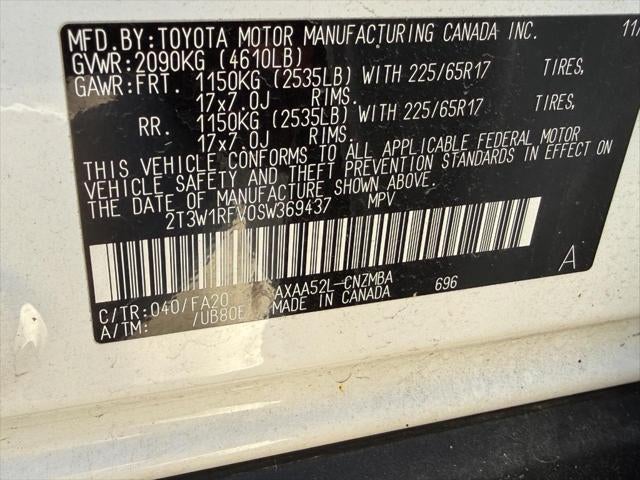 MFD. BY: TOYOTA MOTOR MANUFACTURING CANADA INC. 11/
GVWR: 2090KG (4610LB)
GAWR: FRT. 1150KG (2535LB) WITH 225/65R17 TIRES,
17x7.0J RIMS.
RR. 1150KG (2535LB) WITH 225/65R17 TIRES,
17x7.0J RIMS.
THIS VEHICLE CONFORMS TO ALL APPLICABLE FEDERAL MOTOR
VEHICLE SAFETY AND THEFT PREVENTION STANDARDS IN EFFECT ON
THE DATE OF MANUFACTURE SHOWN ABOVE.
2T3W1RFV0SW369437 MPV
A
C/TR: 040/FA20 AXAA52L-CNZMBA 696
A/TM: /UB80E MADE IN CANADA